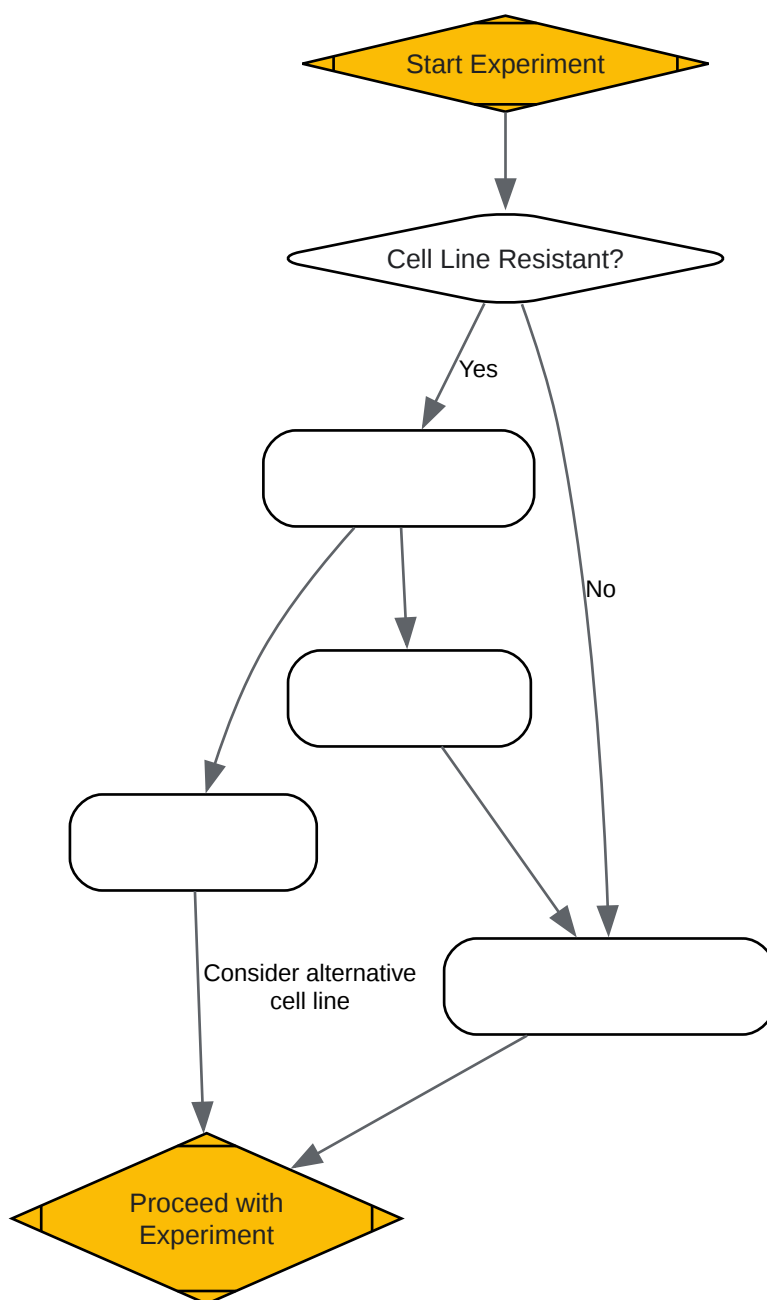 Start Experiment
Cell Line Resistant?
Yes
No
Consider alternative
cell line
Proceed with
Experiment